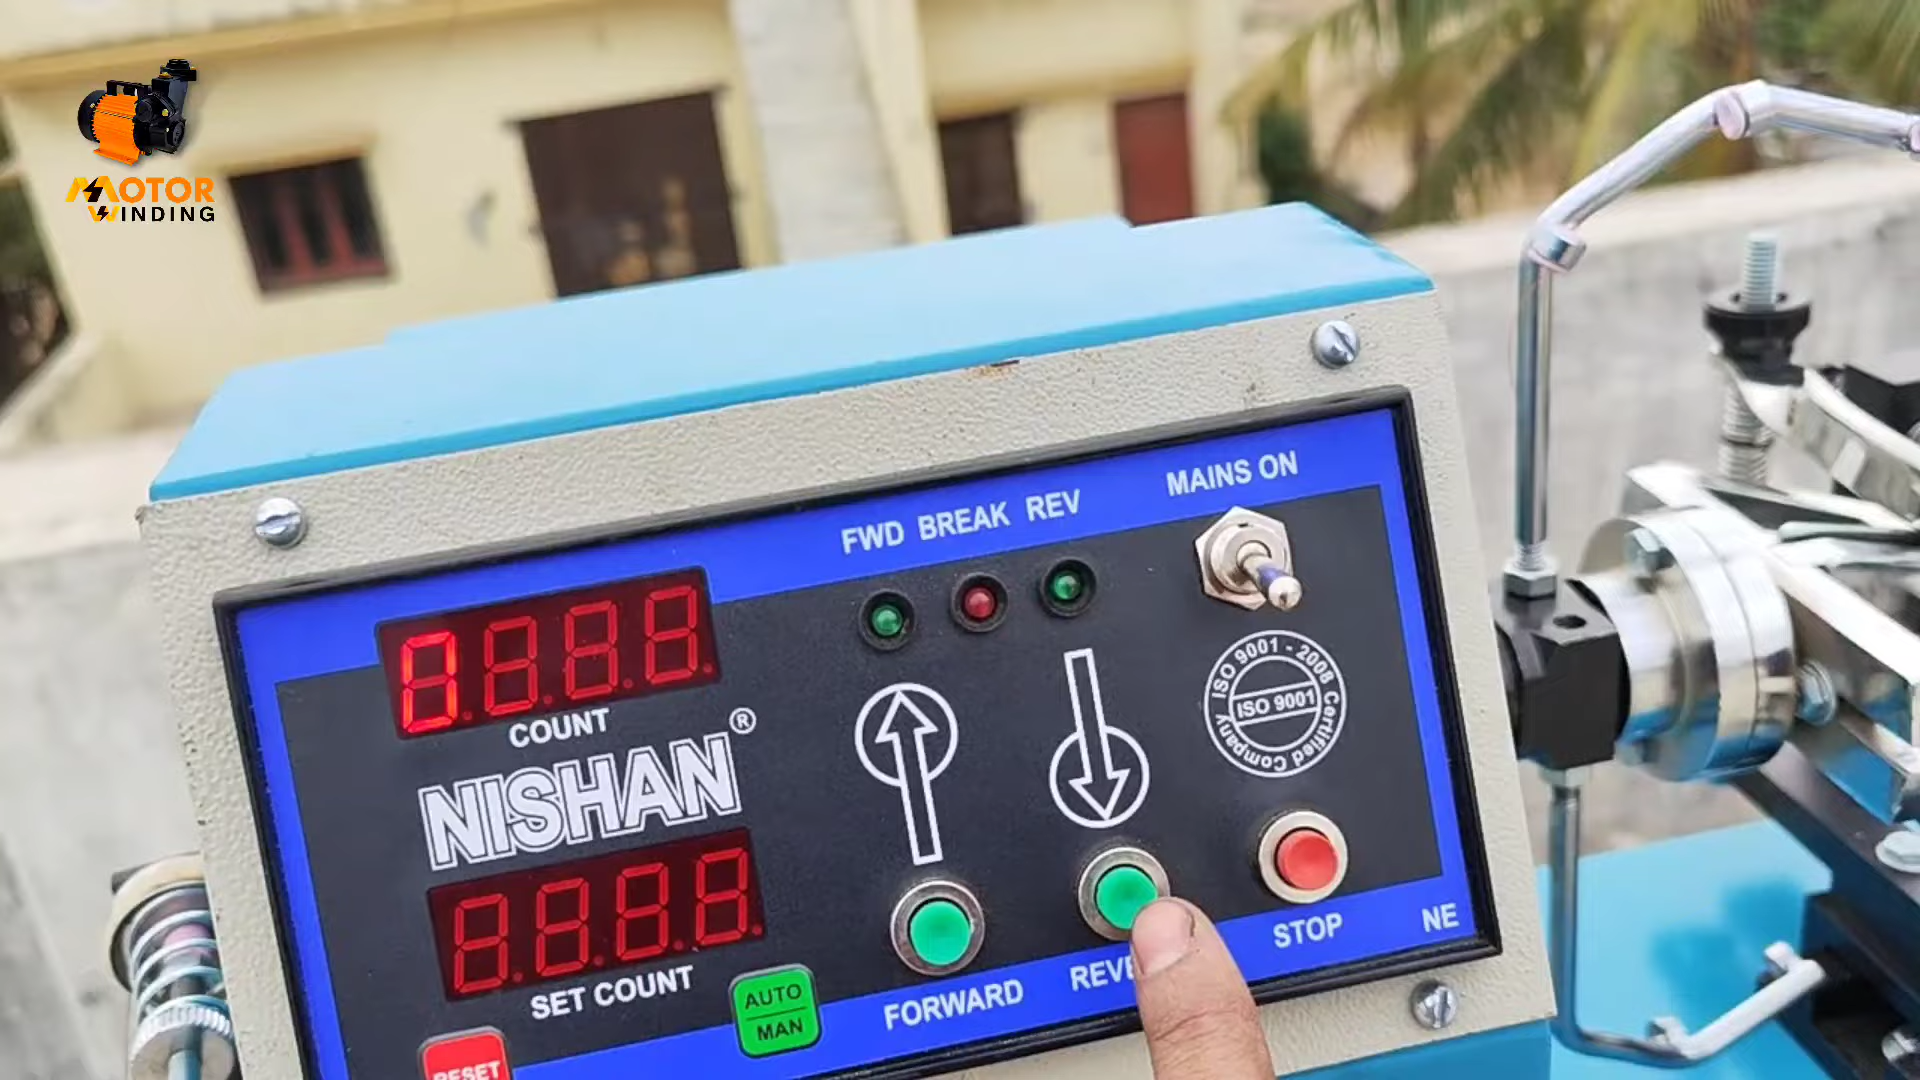 MOTOR
WINDING
MAINS ON
FWD BREAK REV
COUNT
NISHAN®
ISO 9001 - 2008 Certified Company
ISO 9001
SET COUNT
AUTO
MAN
FORWARD
STOP
NE
RESET